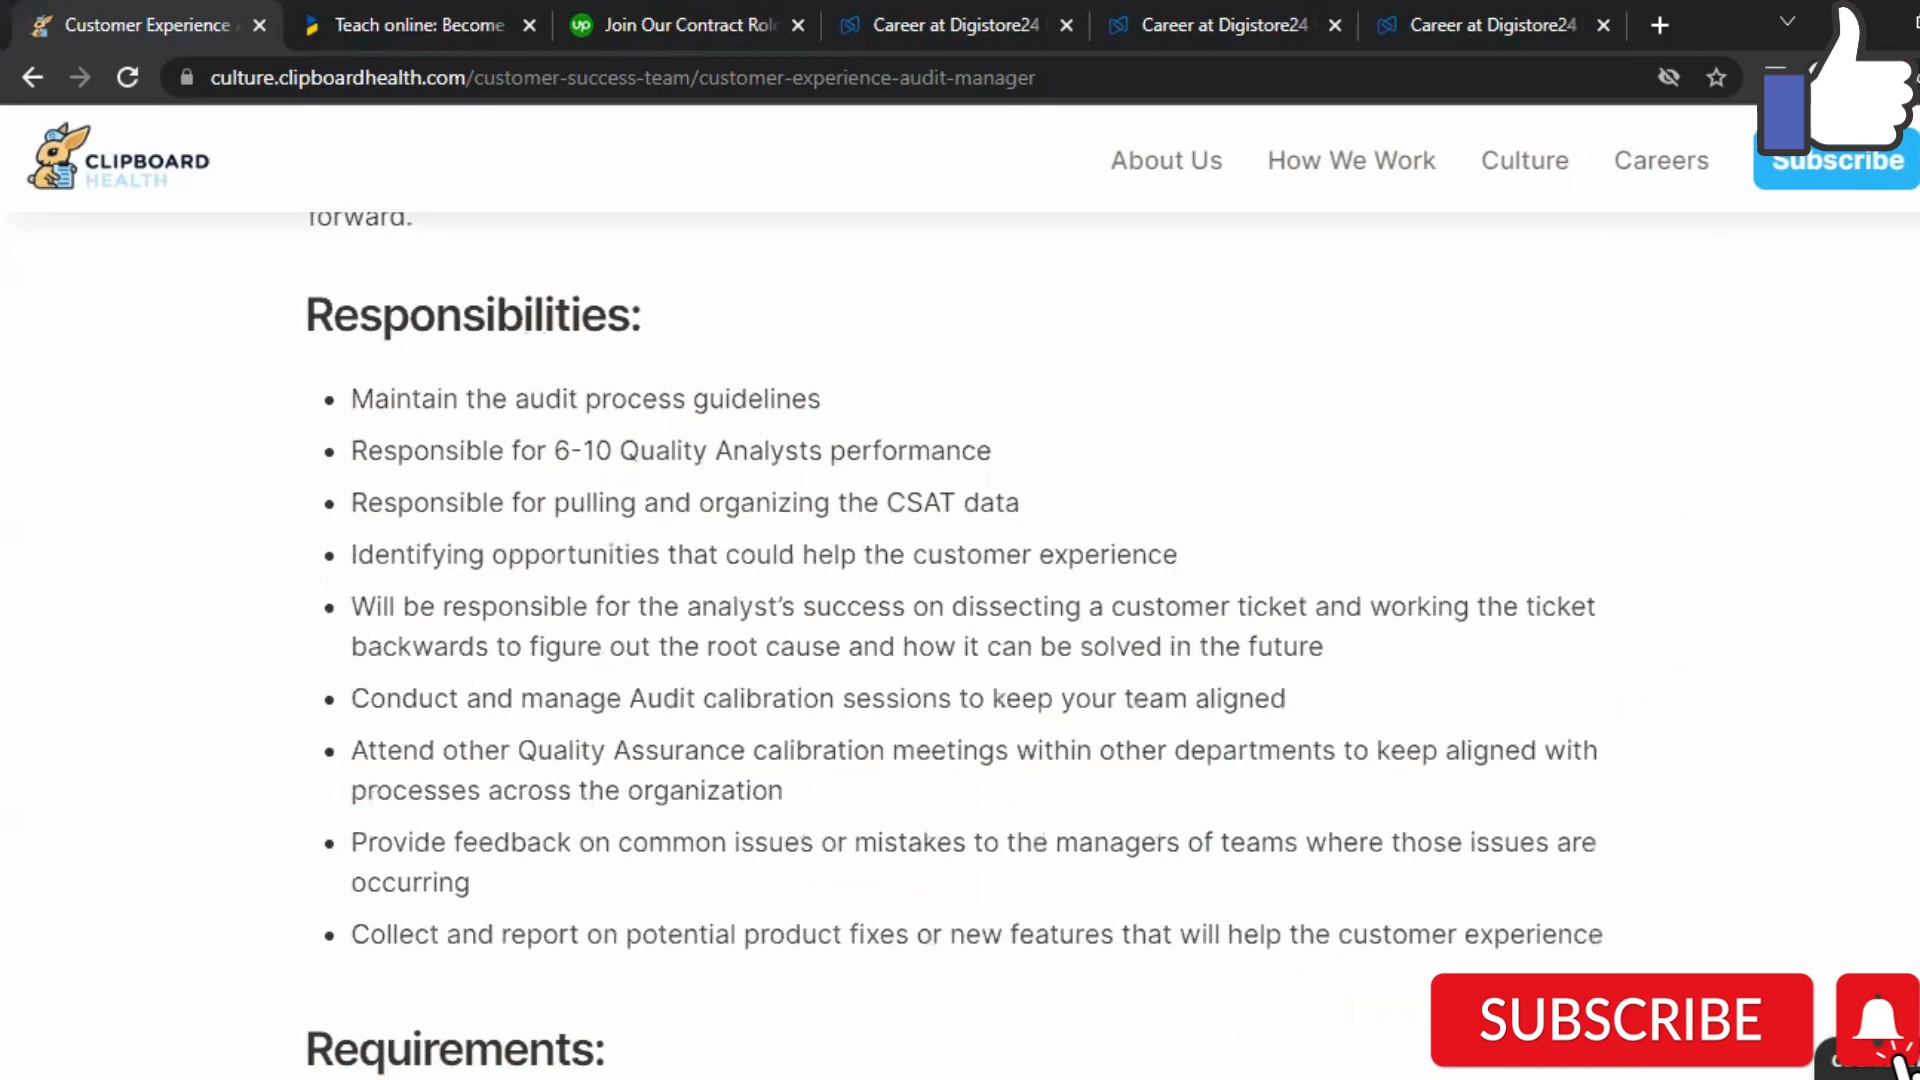 Customer Experience
Teach online: Become
up Join Our Contract Role
Career at Digistore24
Career at Digistore24
Career at Digistore24
culture.clipboardhealth.com/customer-success-team/customer-experience-audit-manager
CLIPBOARD
HEALTH
About Us
How We Work
Culture
Careers
Subscribe
forward.
Responsibilities:
• Maintain the audit process guidelines
• Responsible for 6-10 Quality Analysts performance
• Responsible for pulling and organizing the CSAT data
• Identifying opportunities that could help the customer experience
• Will be responsible for the analyst’s success on dissecting a customer ticket and working the ticket
backwards to figure out the root cause and how it can be solved in the future
• Conduct and manage Audit calibration sessions to keep your team aligned
• Attend other Quality Assurance calibration meetings within other departments to keep aligned with
processes across the organization
• Provide feedback on common issues or mistakes to the managers of teams where those issues are
occurring
• Collect and report on potential product fixes or new features that will help the customer experience
SUBSCRIBE
Requirements: